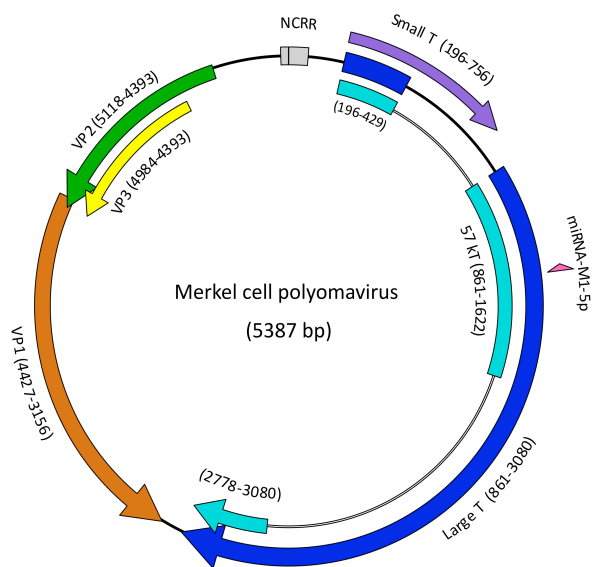 NCRR
Small T (196-756)
(196-429)
VP2 (5118-4393)
VP3 (4984-4393)
57 kT (861-1622)
miRNA-M1-5p
Merkel cell polyomavirus
(5387 bp)
VP1 (4427-3156)
(2778-3080)
Large T (861-3080)